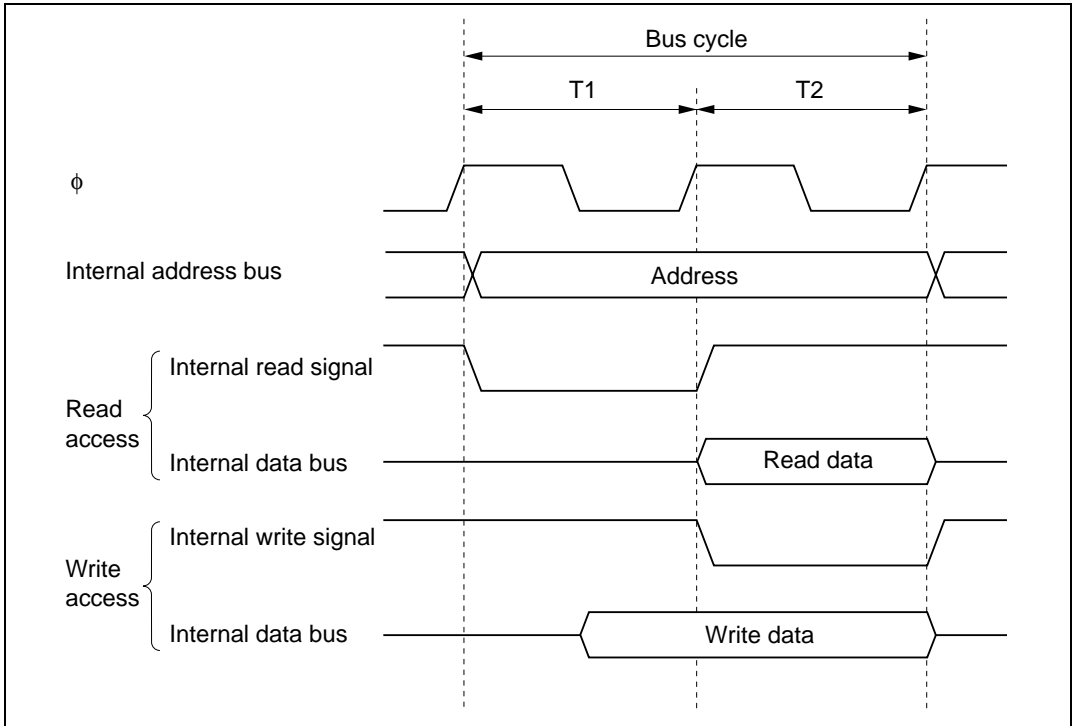 Bus cycle
T1
T2
ϕ
Internal address bus
Address
Internal read signal
Read
access
Internal data bus
Read data
Internal write signal
Write
access
Internal data bus
Write data